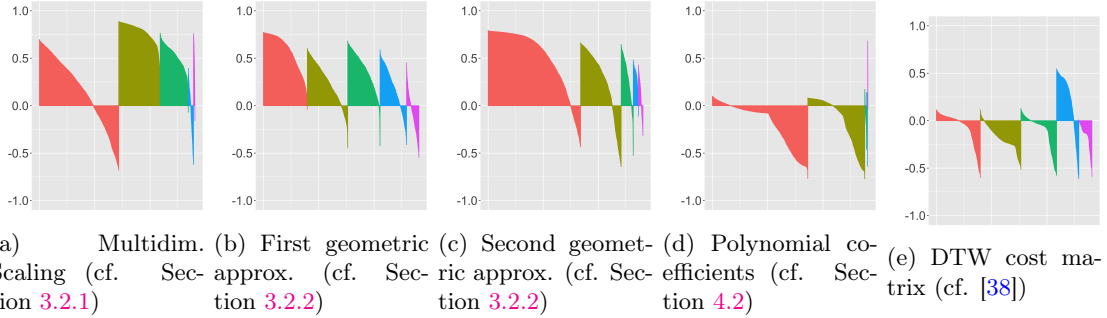 1.0
0.5
0.0
-0.5
-1.0
1.0
0.5
0.0
-0.5
-1.0
1.0
0.5
0.0
-0.5
-1.0
1.0
0.5
0.0
-0.5
-1.0
1.0
0.5
0.0
-0.5
-1.0
a) Multidim.
Scaling (cf. Sec-
tion 3.2.1)
(b) First geometric
approx. (cf. Sec-
tion 3.2.2)
(c) Second geomet-
ric approx. (cf. Sec-
tion 3.2.2)
(d) Polynomial co-
efficients (cf. Sec-
tion 4.2)
(e) DTW cost ma-
trix (cf. [38])